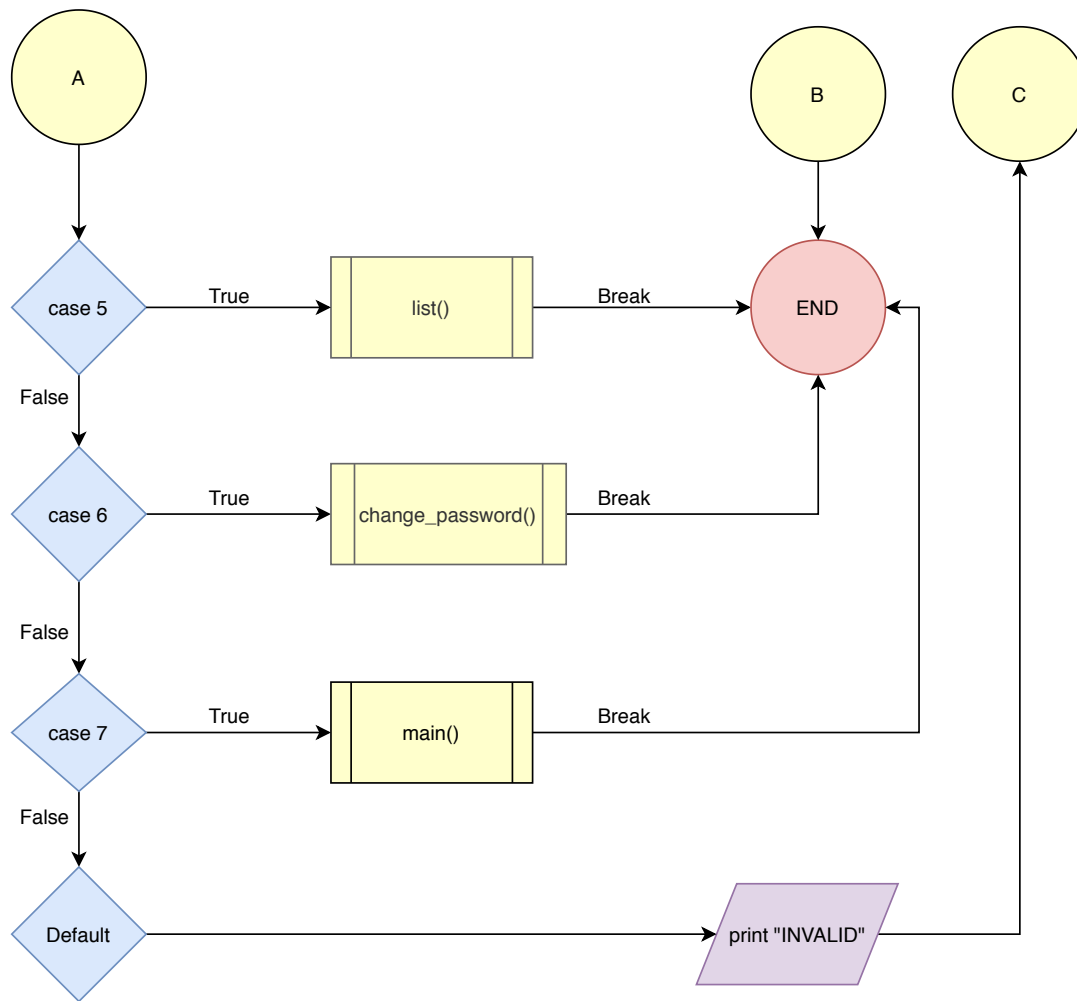 A
B
C
case 5
True
list()
Break
END
False
case 6
True
change_password()
Break
False
case 7
True
main()
Break
False
Default
print "INVALID"